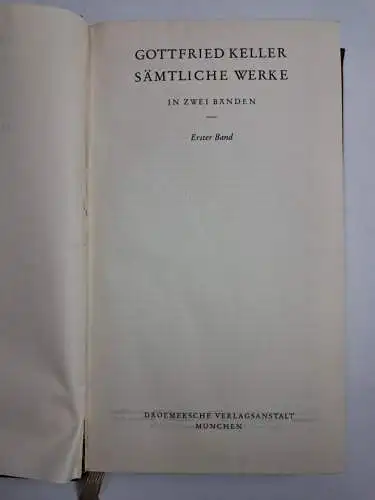 GOTTFRIED KELLER
SÄMTLICHE WERKE
IN ZWEI BÄNDEN
—
Erster Band
DROEMERSCHE VERLAGSANSTALT
MÜNCHEN